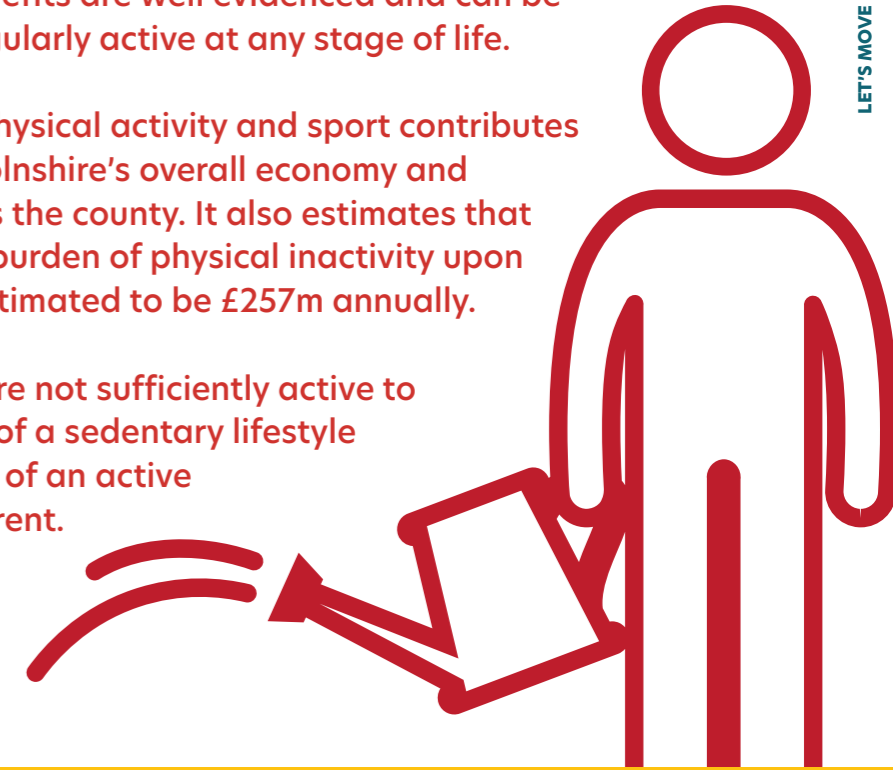 ents are well evidenced and can be
ularly active at any stage of life.
hysical activity and sport contributes
olnshire's overall economy and
s the county. It also estimates that
burden of physical inactivity upon
timated to be £257m annually.
re not sufficiently active to
of a sedentary lifestyle
of an active
rent.
LET'S MOVE